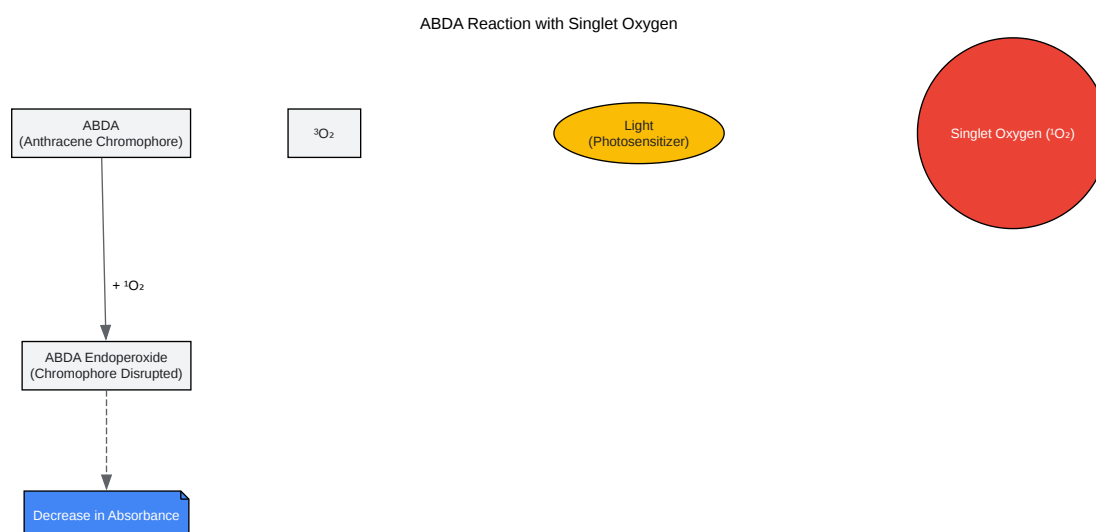 ABDA Reaction with Singlet Oxygen
ABDA
(Anthracene Chromophore)
³O₂
Light
(Photosensitizer)
Singlet Oxygen (¹O₂)
+ ¹O₂
ABDA Endoperoxide
(Chromophore Disrupted)
Decrease in Absorbance